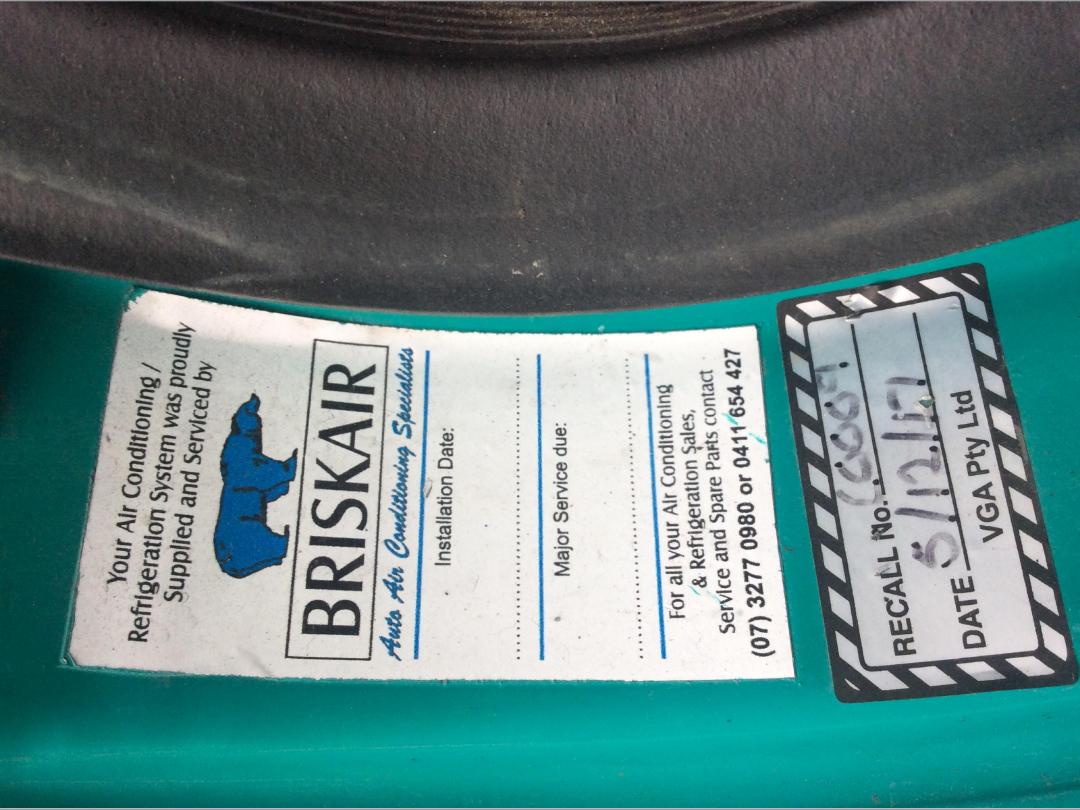 Your Air Conditioning /
Refrigeration System was proudly
Supplied and Serviced by
BRISKAIR
Auto Air Conditioning Specialists
Installation Date:
Major Service due:
For all your Air Conditioning
& Refrigeration Sales,
Service and Spare Parts contact
(07) 3277 0980 or 0411 654 427
RECALL No.
DATE 5/12/17
VGA Pty Ltd